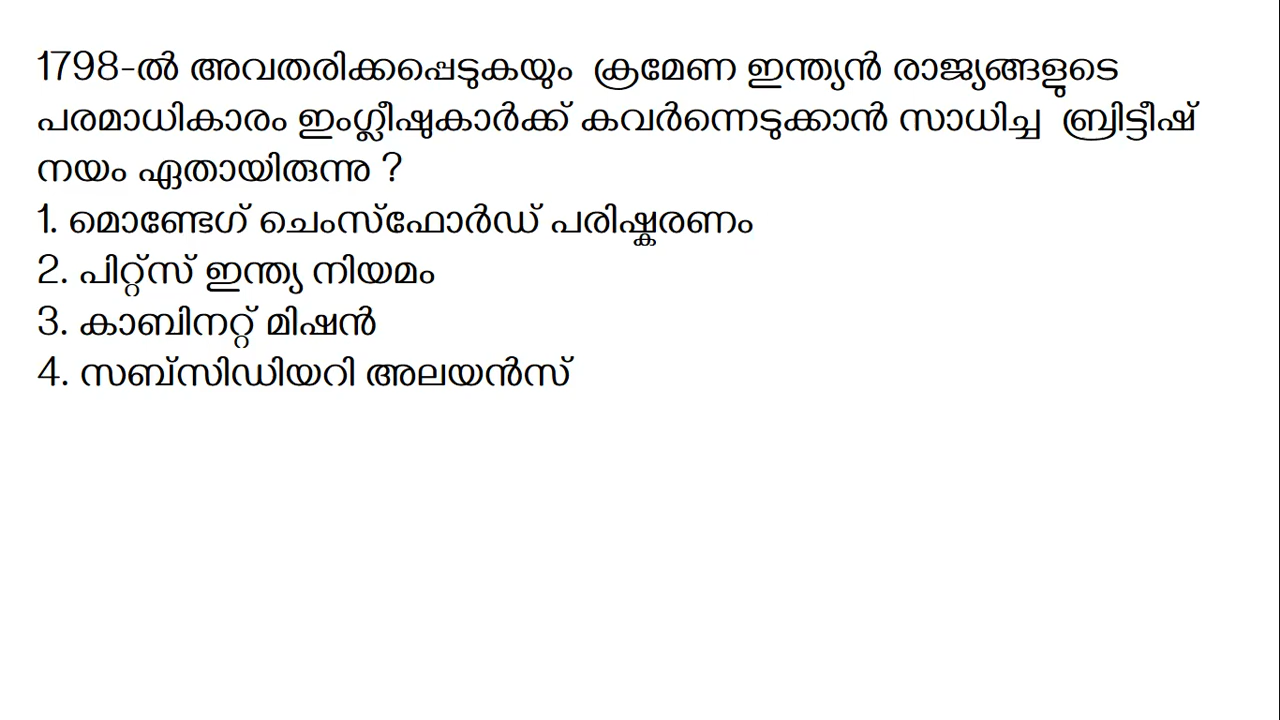 1798-ൽ അവതരിക്കപ്പെടുകയും ക്രമേണ ഇന്ത്യൻ രാജ്യങ്ങളുടെ
പരമാധികാരം ഇംഗ്ലീഷുകാർക്ക് കവർന്നെടുക്കാൻ സാധിച്ച ബ്രിട്ടീഷ്
നയം ഏതായിരുന്നു ?
1. മൊണ്ടേഗ് ചെംസ്ഫോർഡ് പരിഷ്കരണം
2. പിറ്റ്സ് ഇന്ത്യ നിയമം
3. കാബിനറ്റ് മിഷൻ
4. സബ്സിഡിയറി അലയൻസ്